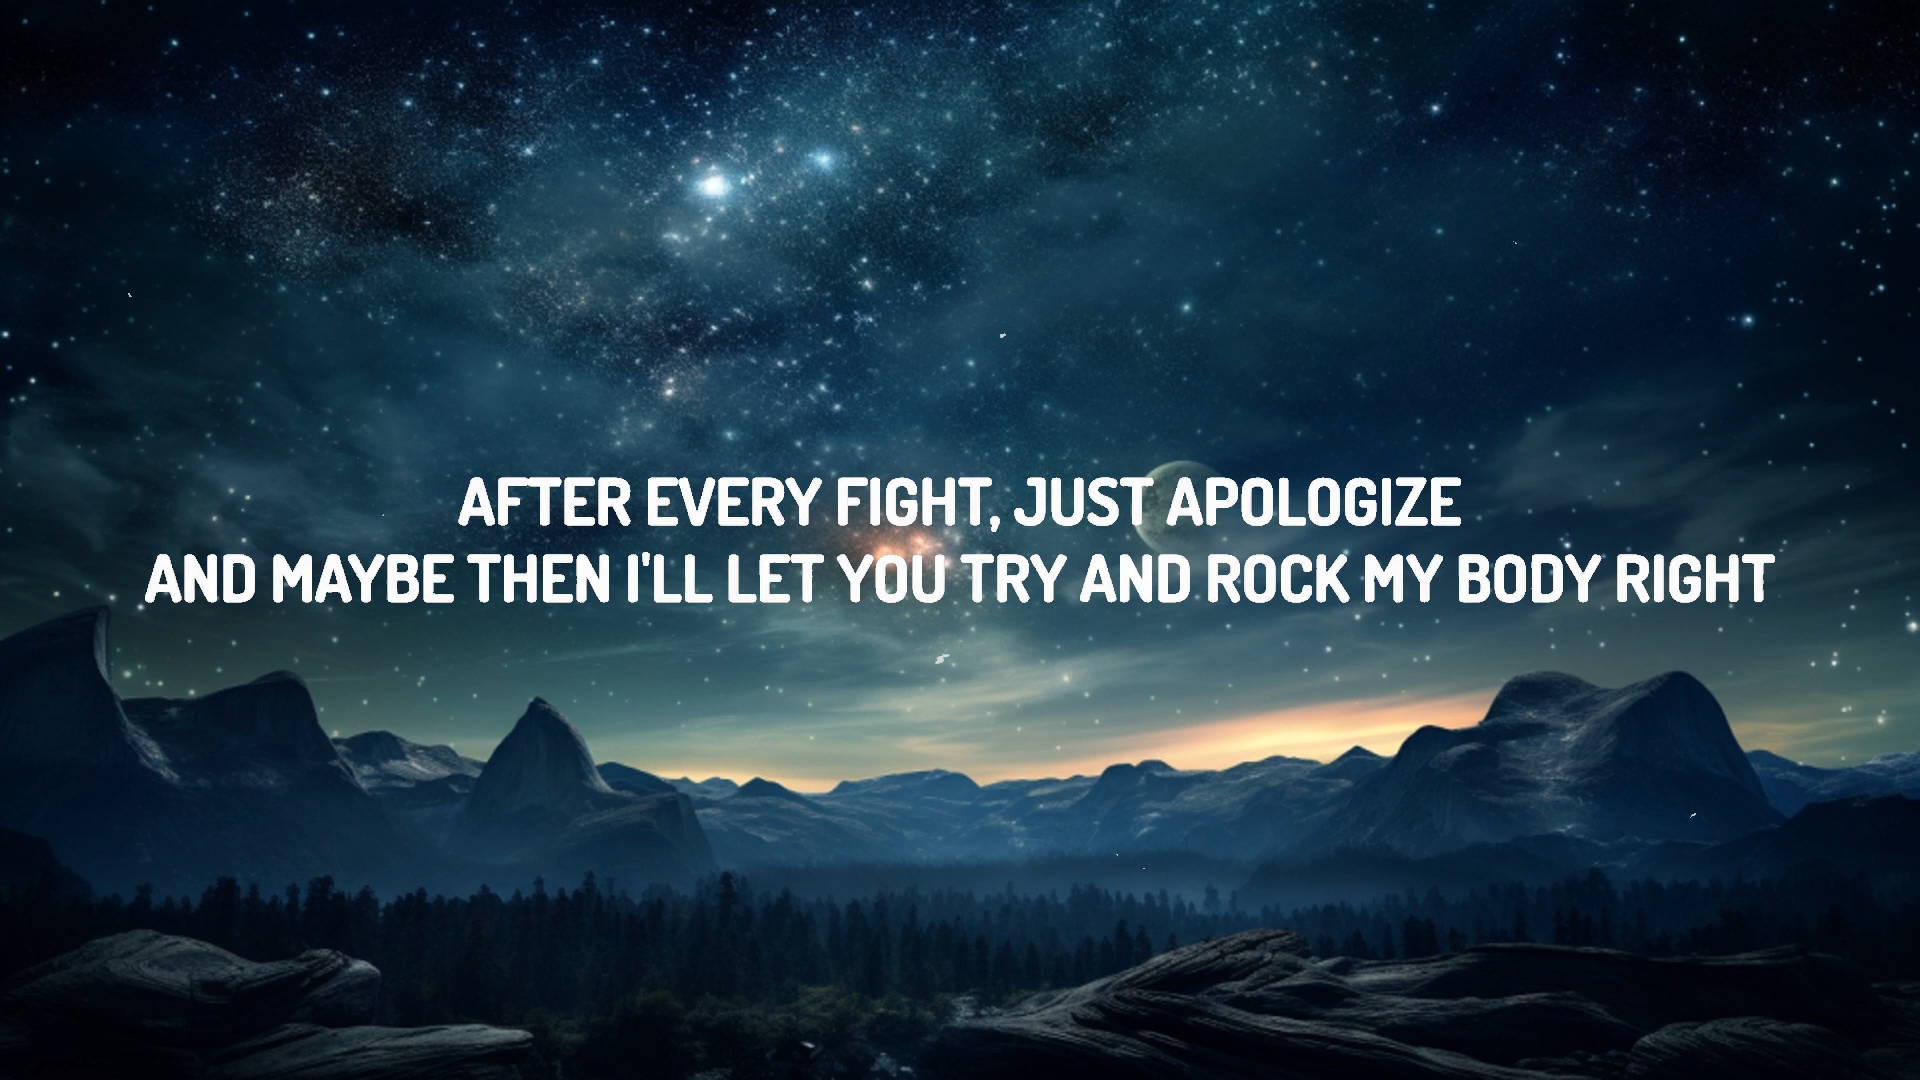 AFTER EVERY FIGHT, JUST APOLOGIZE
AND MAYBE THEN I'LL LET YOU TRY AND ROCK MY BODY RIGHT